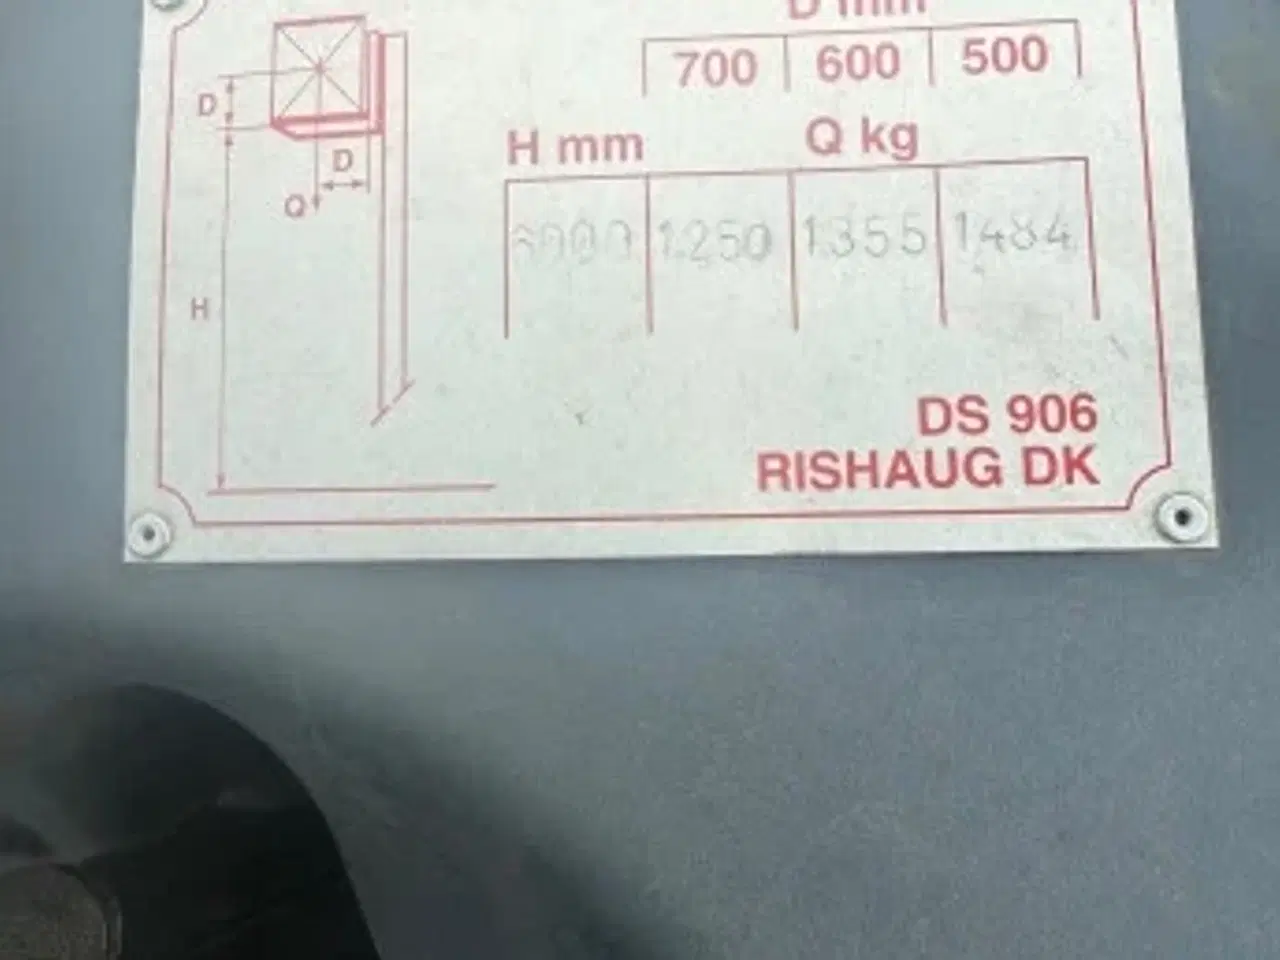 D mm
700 600 500
H mm Q kg
1250 1355 1484
D
D
Q
H
DS 906
RISHAUG DK